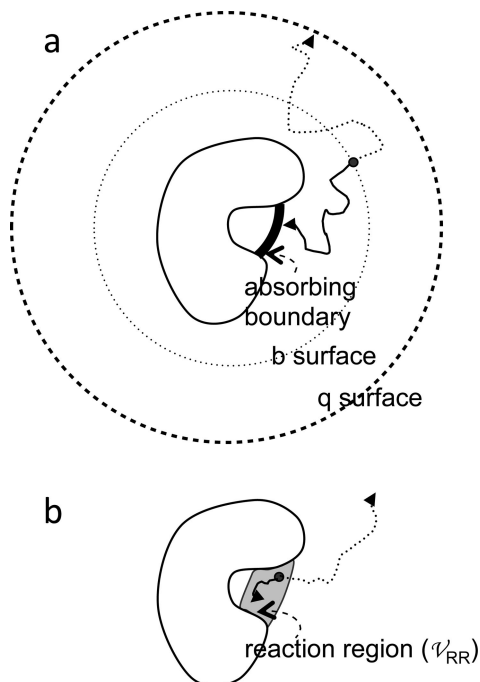 a
absorbing
boundary
b surface
q surface
b
reaction region (𝒱RR)